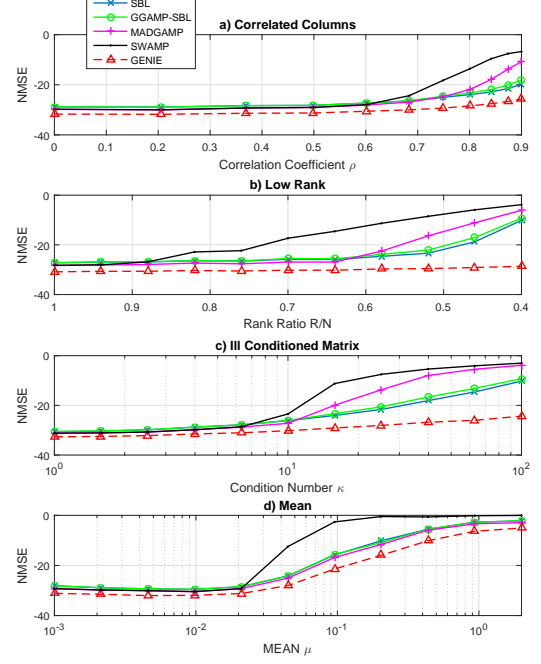 SBL
GGAMP-SBL
MADGAMP
SWAMP
GENIE
a) Correlated Columns
0
-20
-40
NMSE
0 0.1 0.2 0.3 0.4 0.5 0.6 0.7 0.8 0.9
Correlation Coefficient ρ
b) Low Rank
0
-20
-40
NMSE
1 0.9 0.8 0.7 0.6 0.5 0.4
Rank Ratio R/N
c) Ill Conditioned Matrix
0
-20
-40
NMSE
10^0 10^1 10^2
Condition Number κ
d) Mean
0
-20
-40
NMSE
10^-3 10^-2 10^-1 10^0
MEAN μ